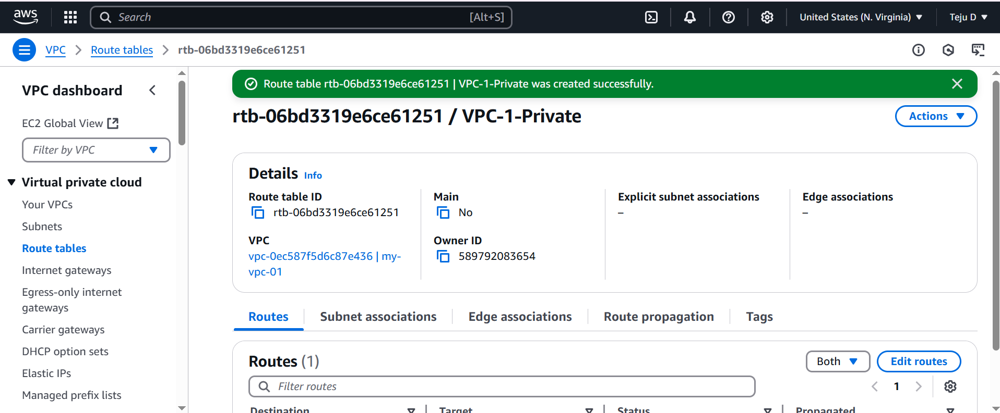 aws
Search [Alt+S]
United States (N. Virginia)
Teju D
VPC
Route tables
rtb-06bd3319e6ce61251
VPC dashboard
EC2 Global View
Filter by VPC
Virtual private cloud
Your VPCs
Subnets
Route tables
Internet gateways
Egress-only internet
gateways
Carrier gateways
DHCP option sets
Elastic IPs
Managed prefix lists
Route table rtb-06bd3319e6ce61251 | VPC-1-Private was created successfully.
rtb-06bd3319e6ce61251 / VPC-1-Private
Actions
Details Info
Route table ID
rtb-06bd3319e6ce61251
Main
No
Explicit subnet associations
–
Edge associations
–
VPC
vpc-0ec587f5d6c87e436 | my-
vpc-01
Owner ID
589792083654
Routes
Subnet associations
Edge associations
Route propagation
Tags
Routes (1)
Both
Edit routes
Filter routes
1
Destination
Target
Status
Propagated